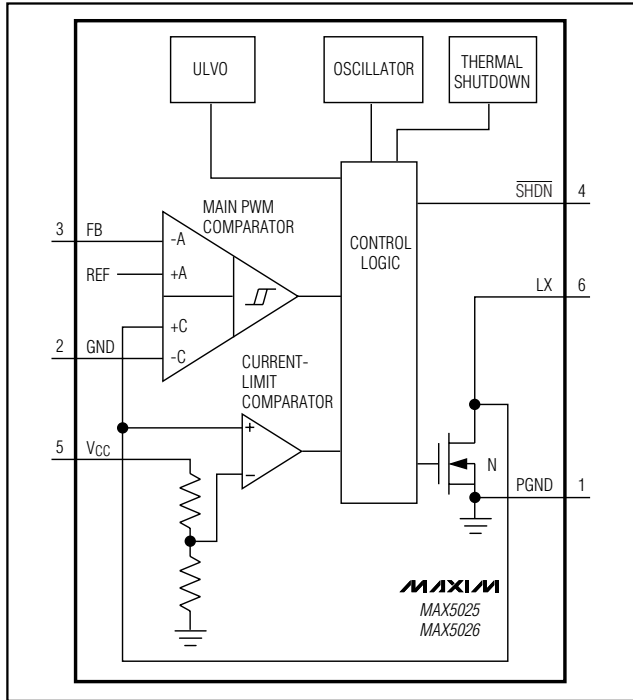 ULVO
OSCILLATOR
THERMAL
SHUTDOWN
SHDN 4
3 FB
MAIN PWM
COMPARATOR
-A
CONTROL
LOGIC
REF
+A
LX 6
+C
2 GND
-C
CURRENT-
LIMIT
COMPARATOR
+
5 VCC
−
N
PGND 1
MAXIM
MAX5025
MAX5026